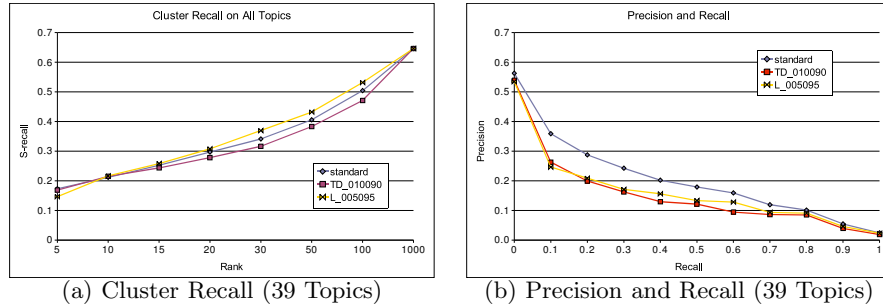 Cluster Recall on All Topics
0.7
0.6
0.5
0.4
0.3
0.2
0.1
0
S-recall
5 10 15 20 30 50 100 1000
Rank
standard
TD_010090
L_005095
(a) Cluster Recall (39 Topics)
Precision and Recall
0.7
0.6
0.5
0.4
0.3
0.2
0.1
0.0
Precision
0 0.1 0.2 0.3 0.4 0.5 0.6 0.7 0.8 0.9 1
Recall
standard
TD_010090
L_005095
(b) Precision and Recall (39 Topics)